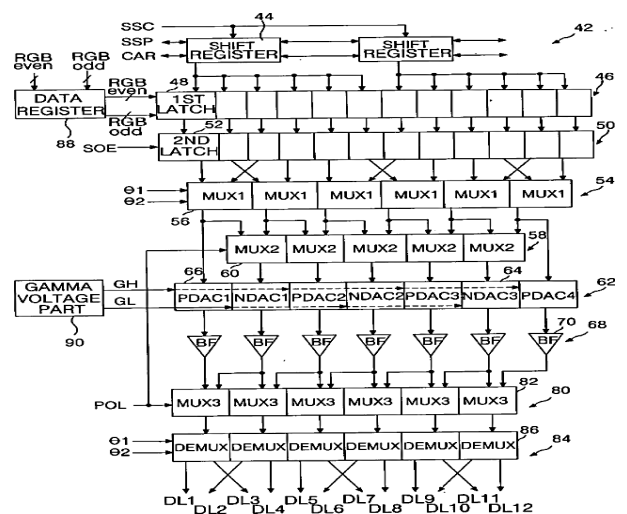 SSC
44
42
SSP
CAR
SHIFT REGISTER
SHIFT REGISTER
RGB even
RGB odd
RGB even
48
46
DATA REGISTER
1ST LATCH
RGB odd
88
52
50
SOE
2ND LATCH
θ1
θ2
MUX1 MUX1 MUX1 MUX1 MUX1 MUX1
54
56
MUX2 MUX2 MUX2 MUX2 MUX2
58
60
66
64
GAMMA VOLTAGE PART
GH
GL
PDAC1 NDAC1 PDAC2 NDAC2 PDAC3 NDAC3 PDAC4
62
90
70
BF BF BF BF BF BF BF
68
82
POL
MUX3 MUX3 MUX3 MUX3 MUX3 MUX3
80
86
θ1
θ2
DEMUX DEMUX DEMUX DEMUX DEMUX DEMUX
84
DL1 DL2 DL3 DL4 DL5 DL6 DL7 DL8 DL9 DL10 DL11 DL12